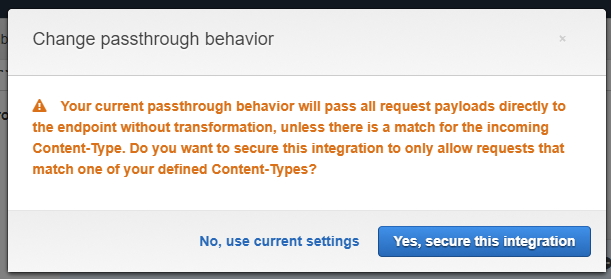 Change passthrough behavior
×
Your current passthrough behavior will pass all request payloads directly to
the endpoint without transformation, unless there is a match for the incoming
Content-Type. Do you want to secure this integration to only allow requests that
match one of your defined Content-Types?
No, use current settings
Yes, secure this integration